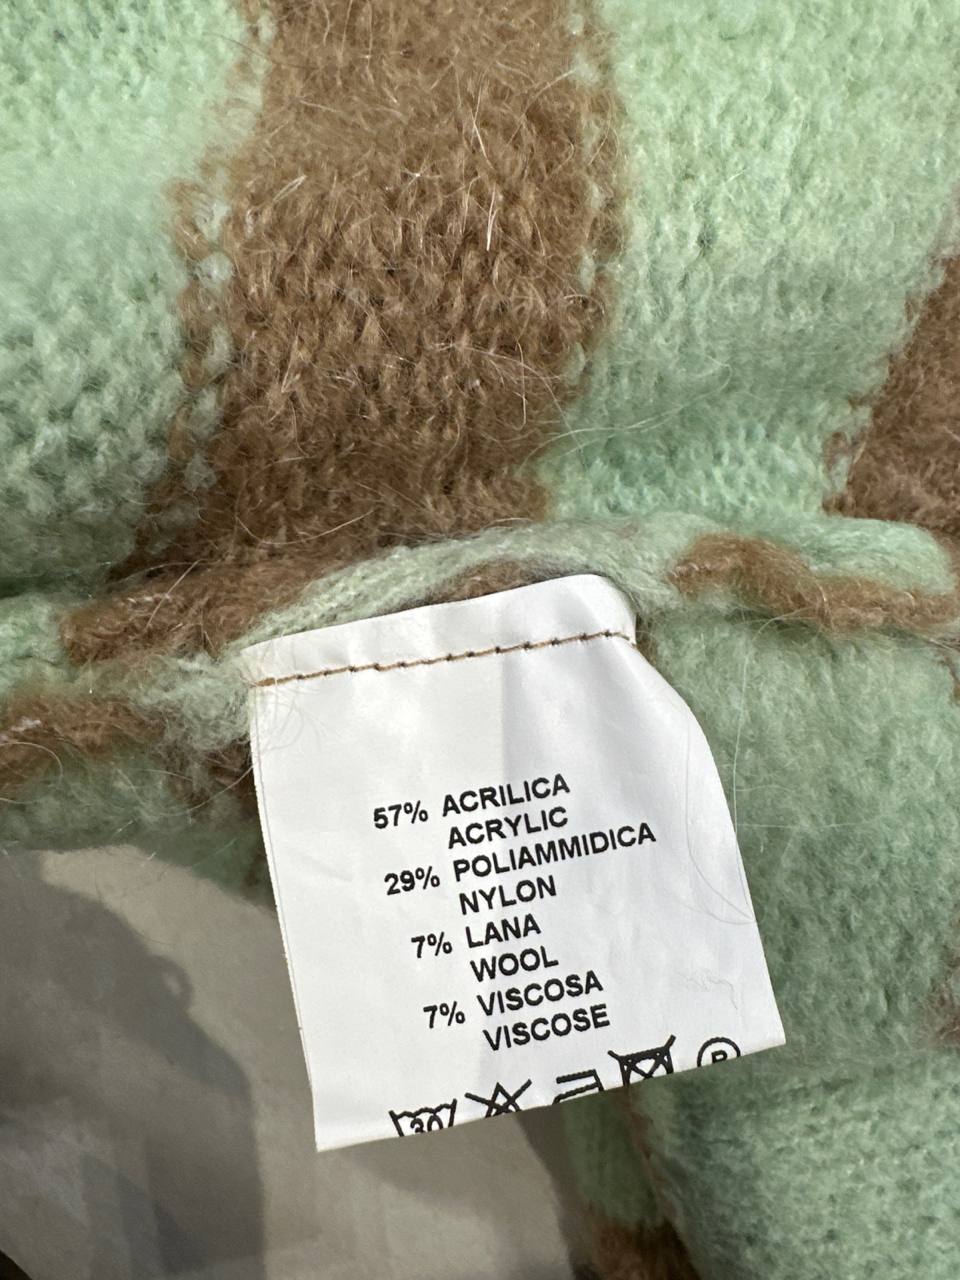 57% ACRILICA
ACRYLIC
29% POLIAMMIDICA
NYLON
7% LANA
WOOL
7% VISCOSA
VISCOSE
30 P